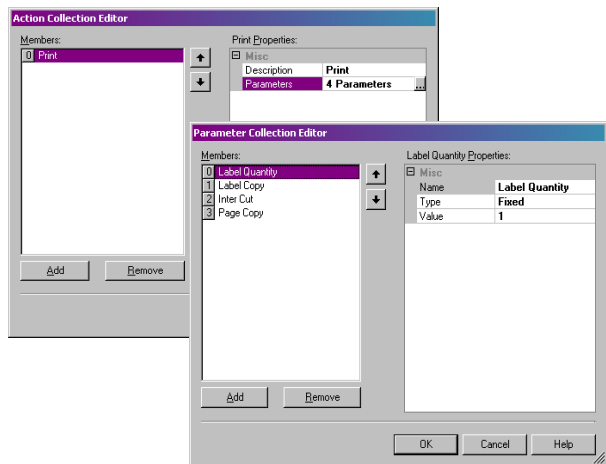 Action Collection Editor
Members:
0 Print
Print Properties:
Misc
Description Print
Parameters 4 Parameters ...
Add Remove
Parameter Collection Editor
Members:
0 Label Quantity
1 Label Copy
2 Inter Cut
3 Page Copy
Label Quantity Properties:
Misc
Name Label Quantity
Type Fixed
Value 1
Add Remove
OK Cancel Help